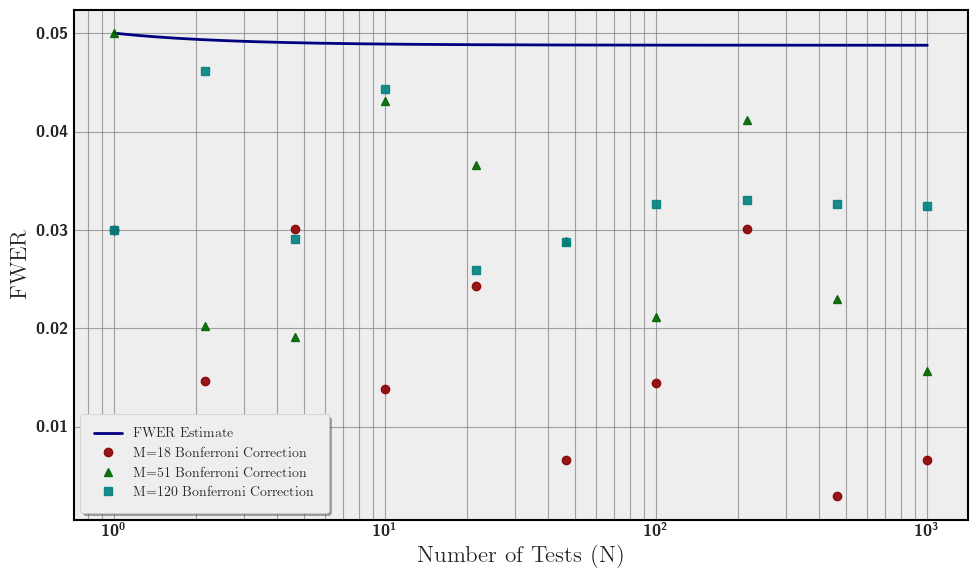 0.05
0.04
0.03
0.02
0.01
FWER
FWER Estimate
M=18 Bonferroni Correction
M=51 Bonferroni Correction
M=120 Bonferroni Correction
10⁰ 10¹ 10² 10³
Number of Tests (N)